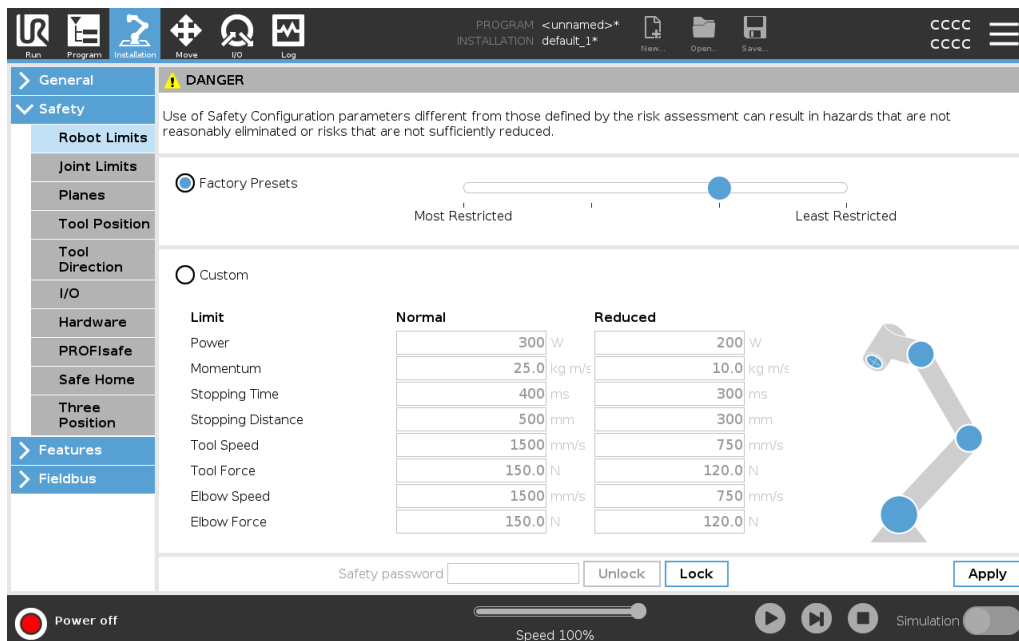 UR
Run
Program
Installation
Move
I/O
Log
PROGRAM <unnamed>*
INSTALLATION default_1*
New...
Open...
Save...
CCCC
CCCC
General
Safety
Robot Limits
Joint Limits
Planes
Tool Position
Tool
Direction
I/O
Hardware
PROFIsafe
Safe Home
Three
Position
Features
Fieldbus
DANGER
Use of Safety Configuration parameters different from those defined by the risk assessment can result in hazards that are not
reasonably eliminated or risks that are not sufficiently reduced.
Factory Presets
Most Restricted
Least Restricted
Custom
Limit Normal Reduced
Power 300 W 200 W
Momentum 25.0 kg m/s 10.0 kg m/s
Stopping Time 400 ms 300 ms
Stopping Distance 500 mm 300 mm
Tool Speed 1500 mm/s 750 mm/s
Tool Force 150.0 N 120.0 N
Elbow Speed 1500 mm/s 750 mm/s
Elbow Force 150.0 N 120.0 N
Safety password Unlock Lock Apply
Power off
Speed 100%
Simulation